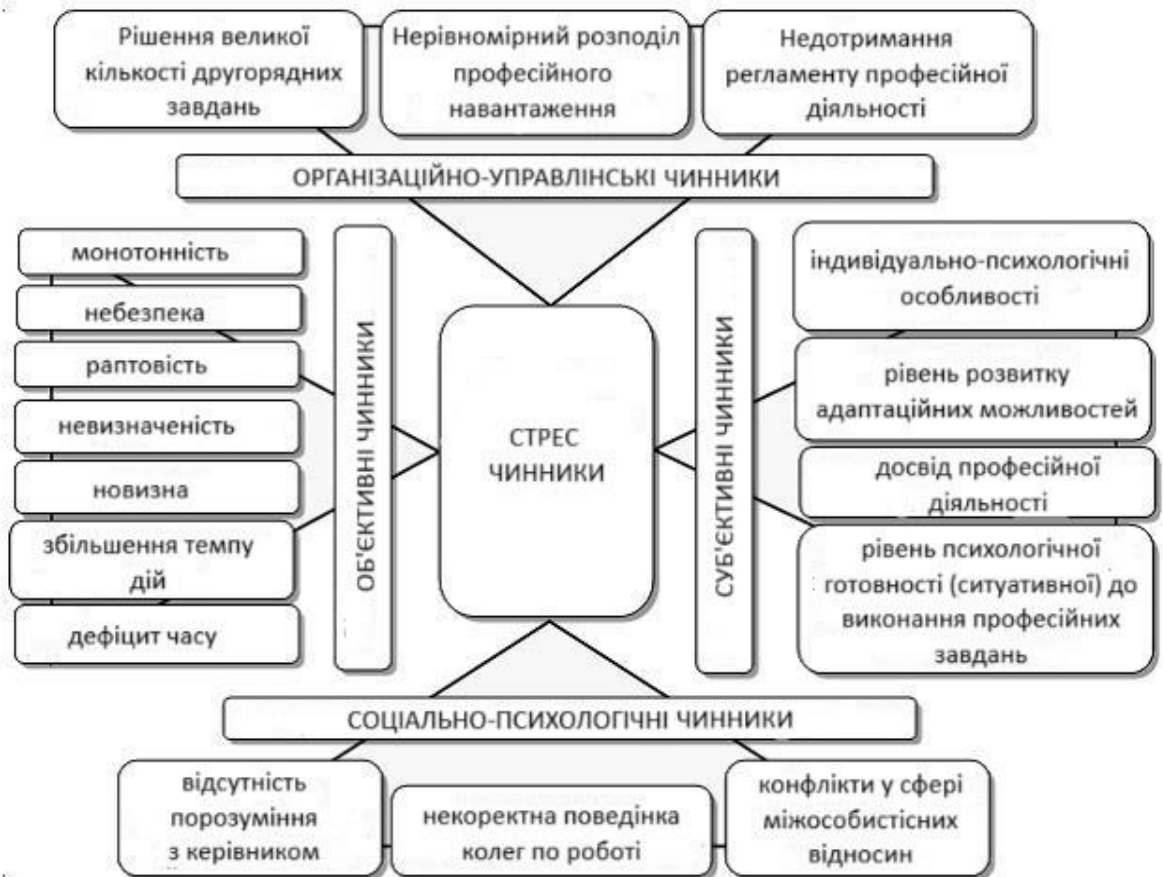 Рішення великої
кількості другорядних
завдань
Нерівномірний розподіл
професійного
навантаження
Недотримання
регламенту професійної
діяльності
ОРГАНІЗАЦІЙНО-УПРАВЛІНСЬКІ ЧИННИКИ
монотонність
небезпека
раптовість
невизначеність
новизна
збільшення темпу
дій
дефіцит часу
ОБ'ЄКТИВНІ ЧИННИКИ
СТРЕС
ЧИННИКИ
СУБ'ЄКТИВНІ ЧИННИКИ
індивідуально-психологічні
особливості
рівень розвитку
адаптаційних можливостей
досвід професійної
діяльності
рівень психологічної
готовності (ситуативної) до
виконання професійних
завдань
СОЦІАЛЬНО-ПСИХОЛОГІЧНІ ЧИННИКИ
відсутність
порозуміння
з керівником
некоректна поведінка
колег по роботі
конфлікти у сфері
міжособистісних
відносин